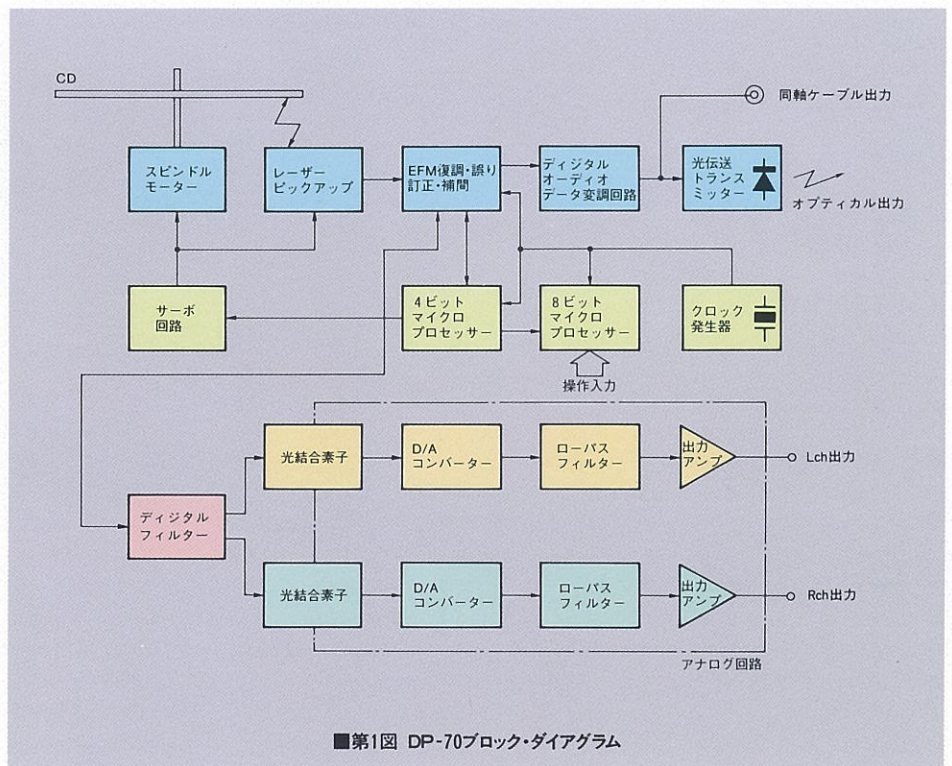 CD
同軸ケーブル出力
スピンドル
モーター
レーザー
ピックアップ
EFM復調・誤り
訂正・補間
ディジタル
オーディオ
データ変調回路
光伝送
トランス
ミッター
オプティカル出力
サーボ
回路
4ビット
マイクロ
プロセッサー
8ビット
マイクロ
プロセッサー
クロック
発生器
操作入力
光結合素子
D/A
コンバーター
ローパス
フィルター
出力
アンプ
Lch出力
ディジタル
フィルター
光結合素子
D/A
コンバーター
ローパス
フィルター
出力
アンプ
Rch出力
アナログ回路
■第1図 DP-70ブロック・ダイアグラム